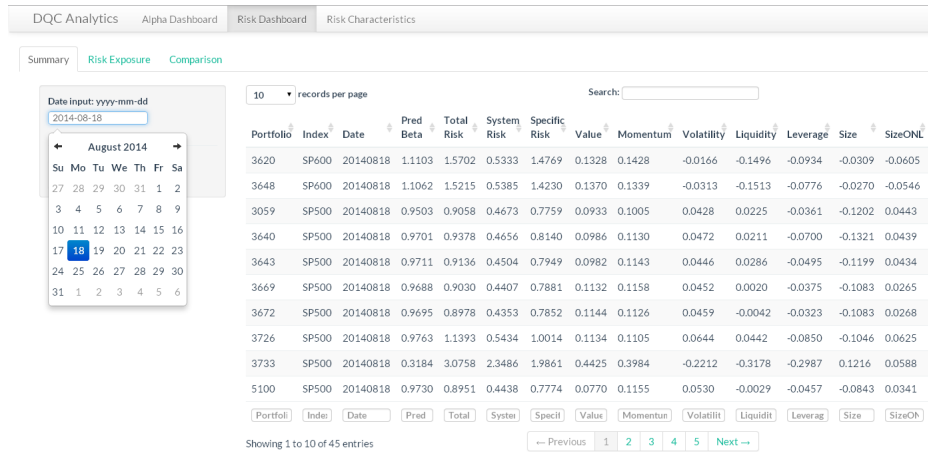 DQC Analytics Alpha Dashboard Risk Dashboard Risk Characteristics
Summary Risk Exposure Comparison
Date input: yyyy-mm-dd
2014-08-18
August 2014
Su Mo Tu We Th Fr Sa
27 28 29 30 31 1 2
3 4 5 6 7 8 9
10 11 12 13 14 15 16
17 18 19 20 21 22 23
24 25 26 27 28 29 30
31 1 2 3 4 5 6
10 records per page Search:
Portfolio Index Date Pred Beta Total Risk System Risk Specific Risk Value Momentum Volatility Liquidity Leverage Size SizeONL
3620 SP600 20140818 1.1103 1.5702 0.5333 1.4769 0.1328 0.1428 -0.0166 -0.1496 -0.0934 -0.0309 -0.0605
3648 SP600 20140818 1.1062 1.5215 0.5385 1.4230 0.1370 0.1339 -0.0313 -0.1513 -0.0776 -0.0270 -0.0546
3059 SP500 20140818 0.9503 0.9058 0.4673 0.7759 0.0933 0.1005 0.0428 0.0225 -0.0361 -0.1202 0.0443
3640 SP500 20140818 0.9701 0.9378 0.4656 0.8140 0.0986 0.1130 0.0472 0.0211 -0.0700 -0.1321 0.0439
3643 SP500 20140818 0.9711 0.9136 0.4504 0.7949 0.0982 0.1143 0.0446 0.0286 -0.0495 -0.1199 0.0434
3669 SP500 20140818 0.9688 0.9030 0.4407 0.7881 0.1132 0.1158 0.0452 0.0020 -0.0375 -0.1083 0.0265
3672 SP500 20140818 0.9695 0.8978 0.4353 0.7852 0.1144 0.1126 0.0459 -0.0042 -0.0323 -0.1083 0.0268
3726 SP500 20140818 0.9763 1.1393 0.5434 1.0014 0.1134 0.1105 0.0644 0.0442 -0.0850 -0.1046 0.0625
3733 SP500 20140818 0.3184 3.0758 2.3486 1.9861 0.4425 0.3984 -0.2212 -0.3178 -0.2987 0.1216 0.0588
5100 SP500 20140818 0.9730 0.8951 0.4438 0.7774 0.0770 0.1155 0.0530 -0.0029 -0.0457 -0.0843 0.0341
Portfoli Inde Date Pred Total Syste Specif Value Momentum Volatilit Liquidit Leverag Size SizeON
Showing 1 to 10 of 45 entries ← Previous 1 2 3 4 5 Next →